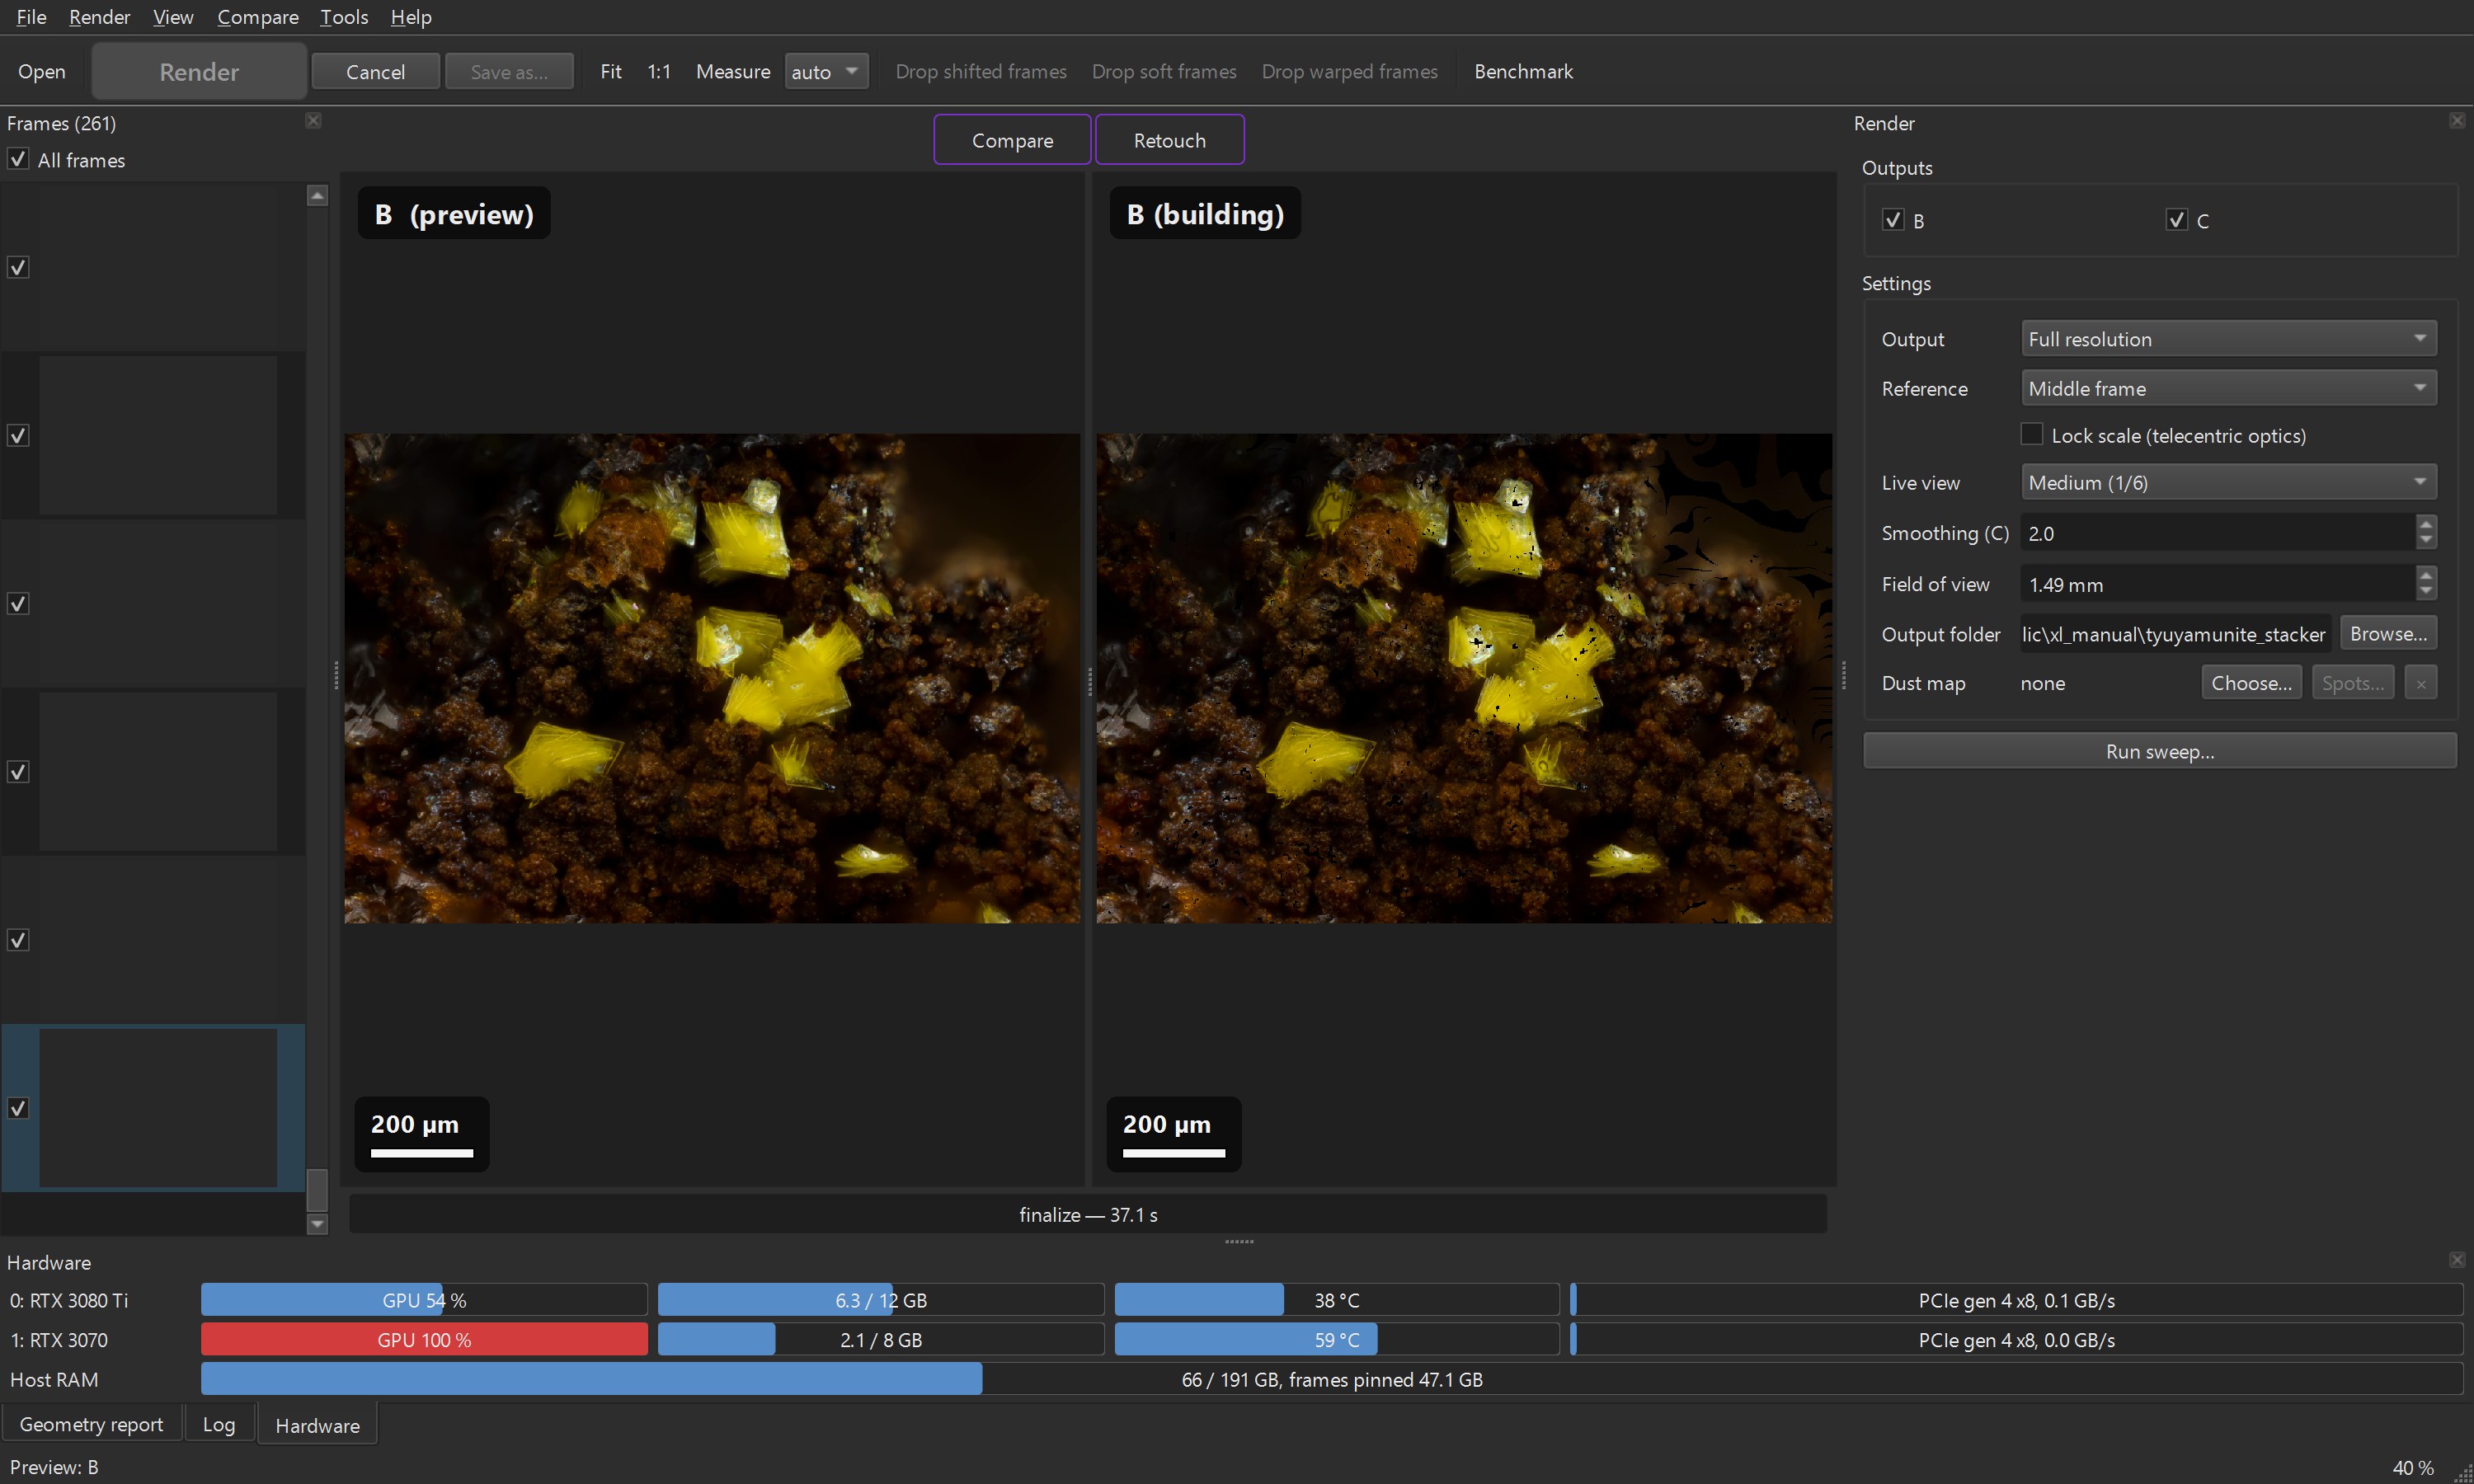 File Render View Compare Tools Help
Open Render Cancel Save as... Fit 1:1 Measure auto Drop shifted frames Drop soft frames Drop warped frames Benchmark
Frames (261)
All frames
Compare Retouch
B (preview)
B (building)
200 µm
200 µm
finalize — 37.1 s
Render
Outputs
B C
Settings
Output Full resolution
Reference Middle frame
Lock scale (telecentric optics)
Live view Medium (1/6)
Smoothing (C) 2.0
Field of view 1.49 mm
Output folder lic\xl_manual\tyuyamunite_stacker Browse...
Dust map none Choose... Spots... ×
Run sweep...
Hardware
0: RTX 3080 Ti GPU 54 % 6.3 / 12 GB 38 °C PCIe gen 4 x8, 0.1 GB/s
1: RTX 3070 GPU 100 % 2.1 / 8 GB 59 °C PCIe gen 4 x8, 0.0 GB/s
Host RAM 66 / 191 GB, frames pinned 47.1 GB
Geometry report Log Hardware
Preview: B 40 %